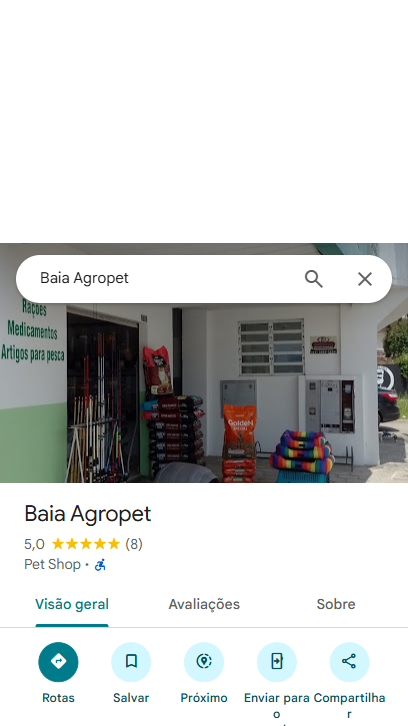 Baia Agropet
Rações
Medicamentos
Artigos para pesca
GoldeN
Baia Agropet
5,0 (8)
Pet Shop ·
Visão geral Avaliações Sobre
Rotas Salvar Próximo Enviar para o Compartilhar